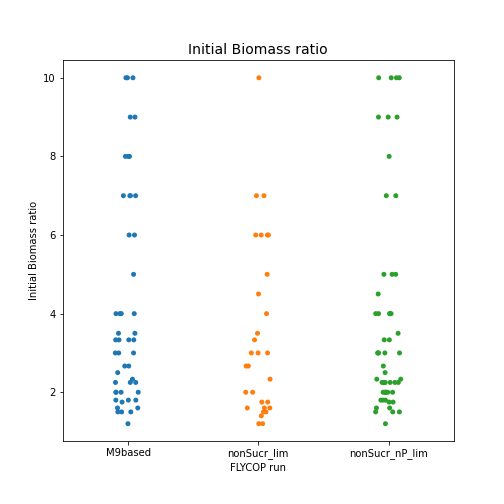 Initial Biomass ratio
10
8
6
4
2
Initial Biomass ratio
M9based
nonSucr_lim
nonSucr_nP_lim
FLYCOP run